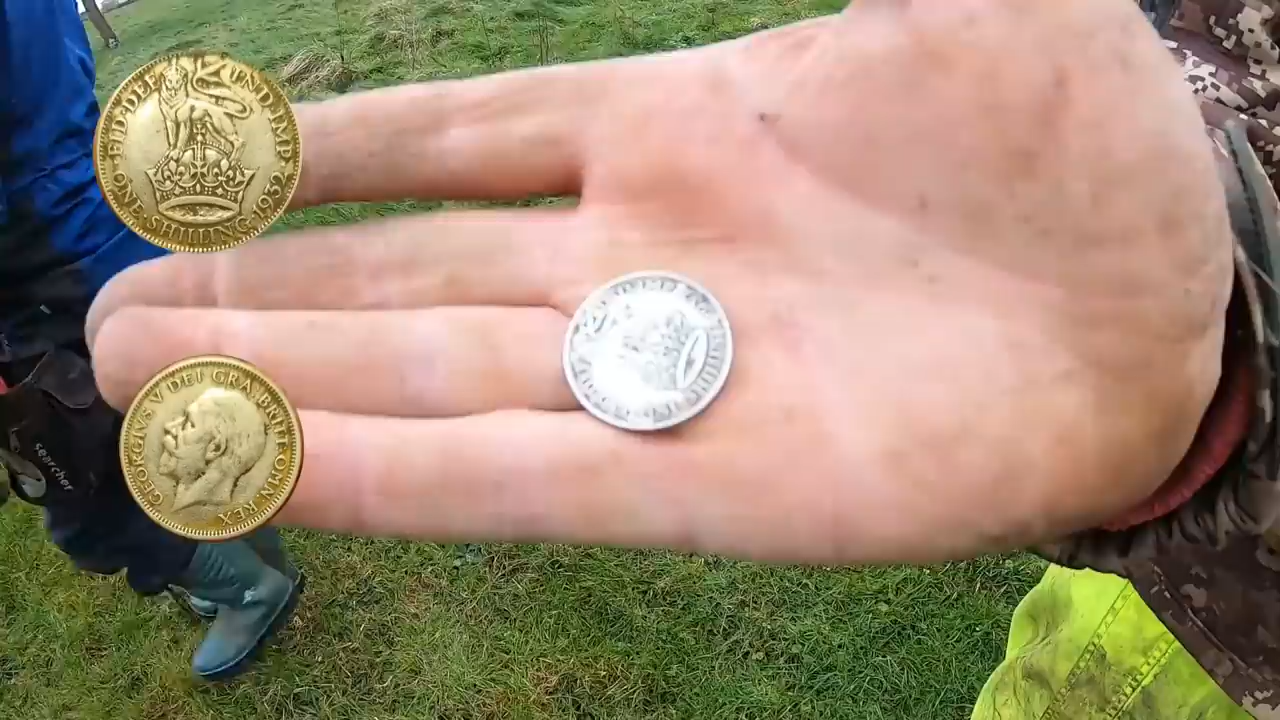 FID·DEF
IND·IMP
·ONE·SHILLING·1932
GEORGIVS V DEI GRA: BRITT: OMN: REX
searcher